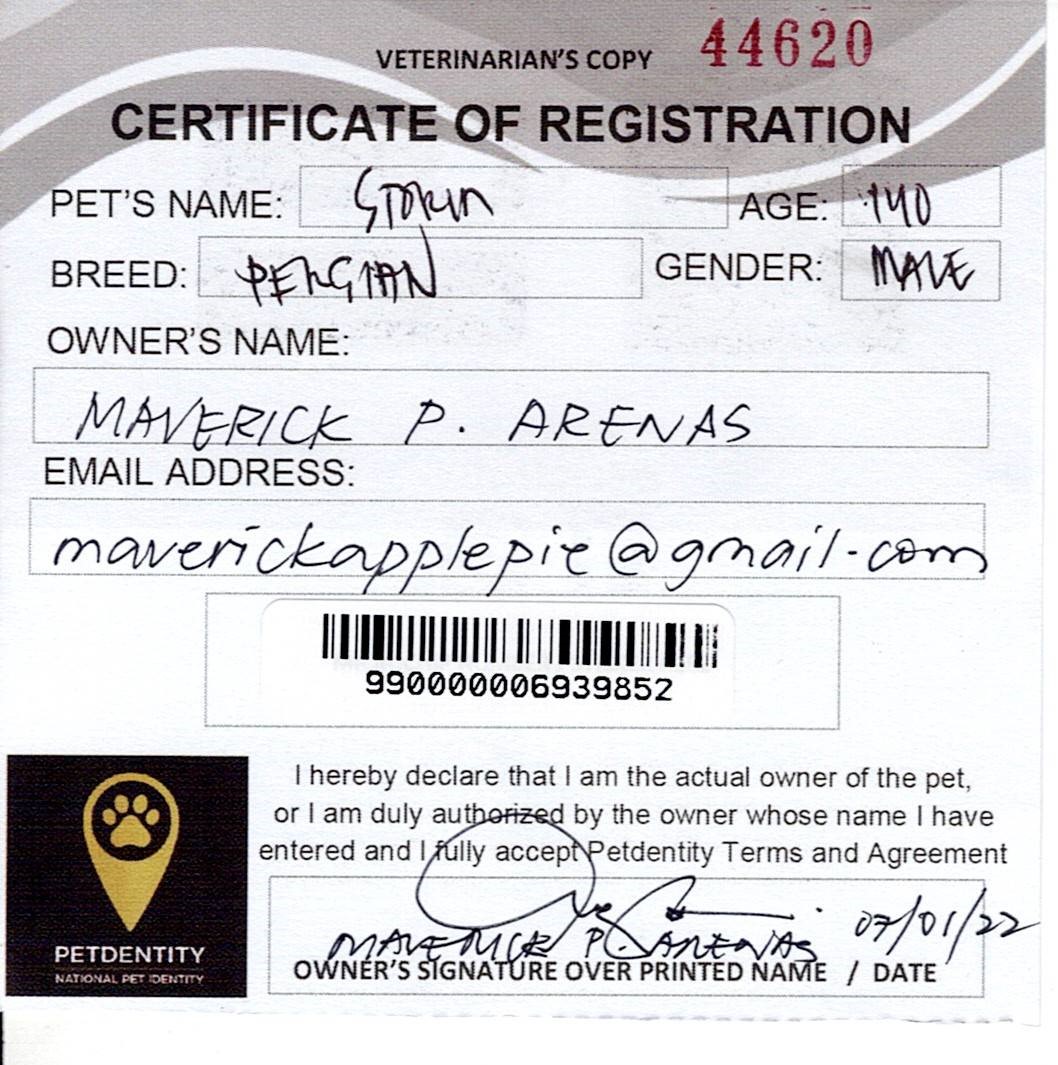 VETERINARIAN'S COPY 44620
CERTIFICATE OF REGISTRATION
PET'S NAME: AGE: 1YO
BREED: PERSIAN GENDER: MALE
OWNER'S NAME:
MAVERICK P. ARENAS
EMAIL ADDRESS:
maverickapplepie@gmail.com
990000006939852
I hereby declare that I am the actual owner of the pet,
or I am duly authorized by the owner whose name I have
entered and I fully accept Petdentity Terms and Agreement
MAVERICK P. ARENAS 07/01/22
OWNER'S SIGNATURE OVER PRINTED NAME / DATE
PETDENTITY
NATIONAL PET IDENTITY